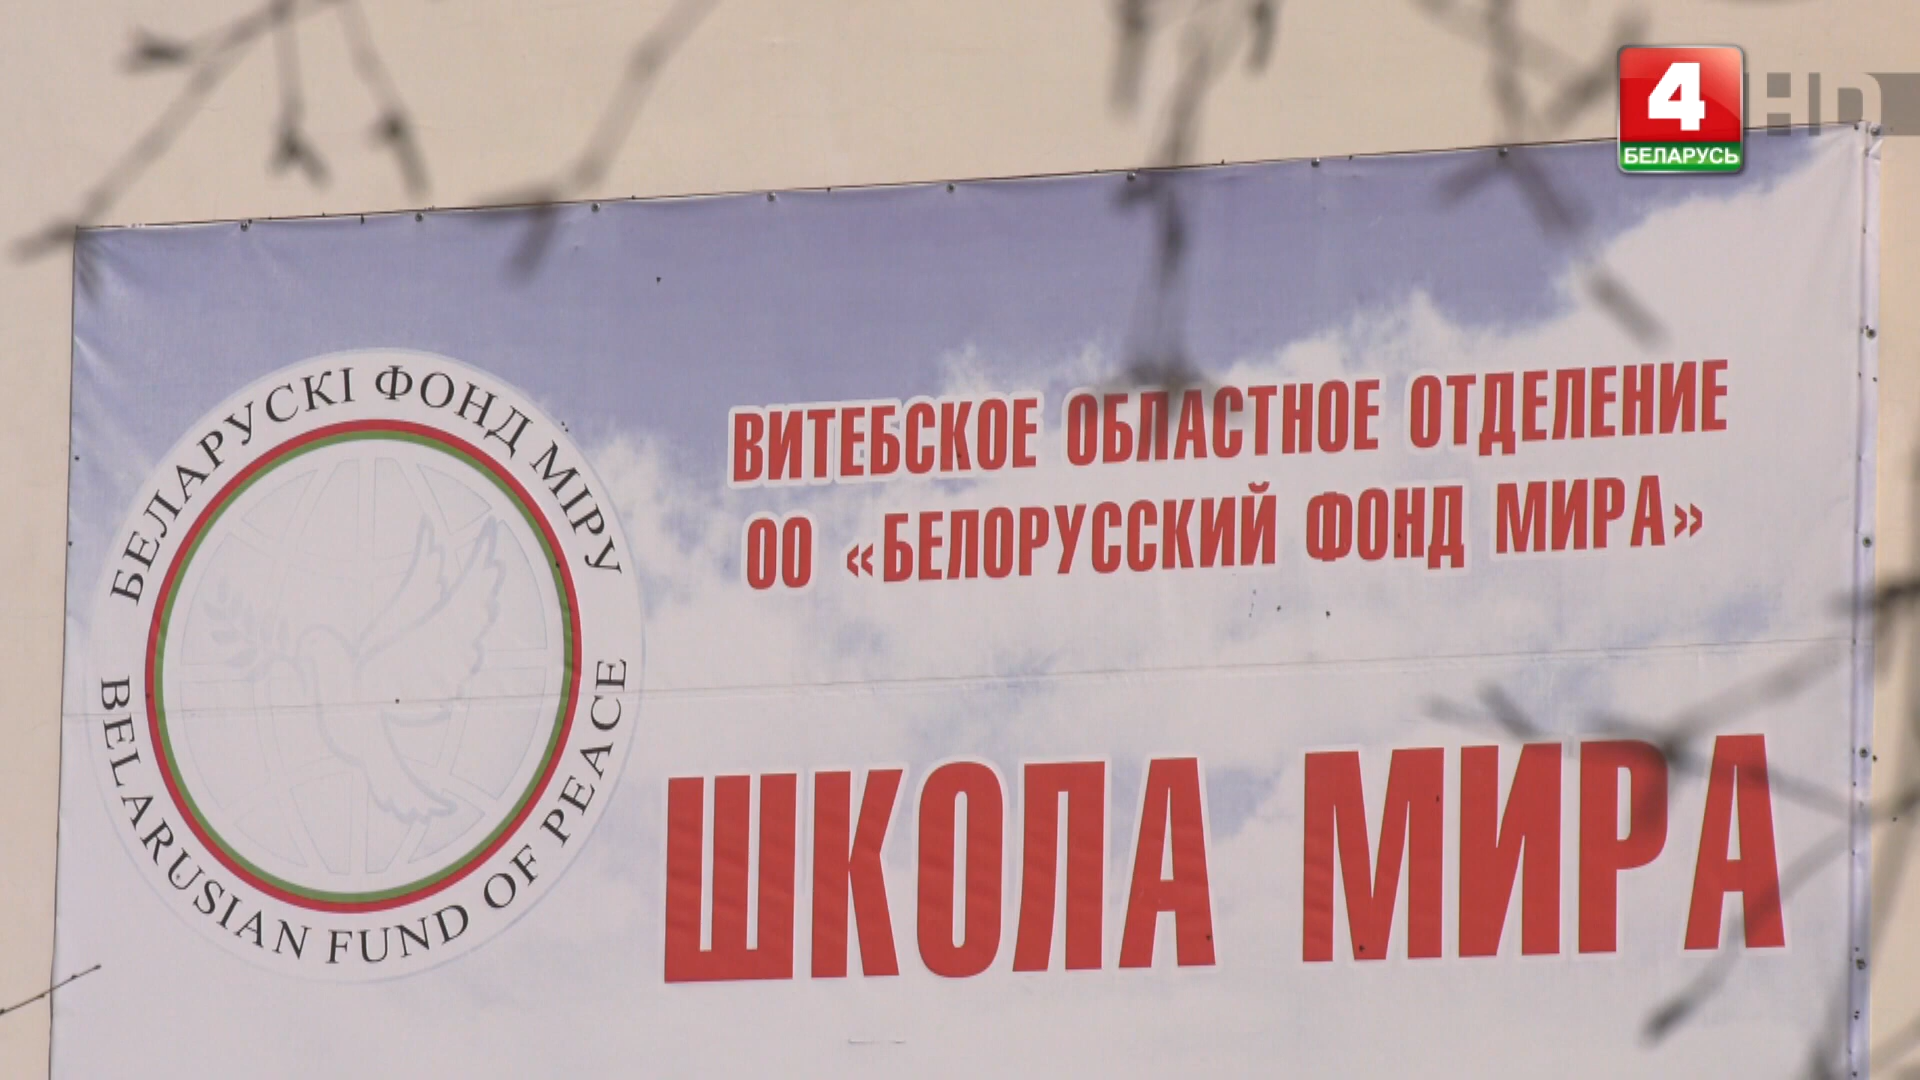 4 HD
БЕЛАРУСЬ
БЕЛАРУСКІ ФОНД МІРУ
BELARUSIAN FUND OF PEACE
ВИТЕБСКОЕ ОБЛАСТНОЕ ОТДЕЛЕНИЕ
ОО «БЕЛОРУССКИЙ ФОНД МИРА»
ШКОЛА МИРА